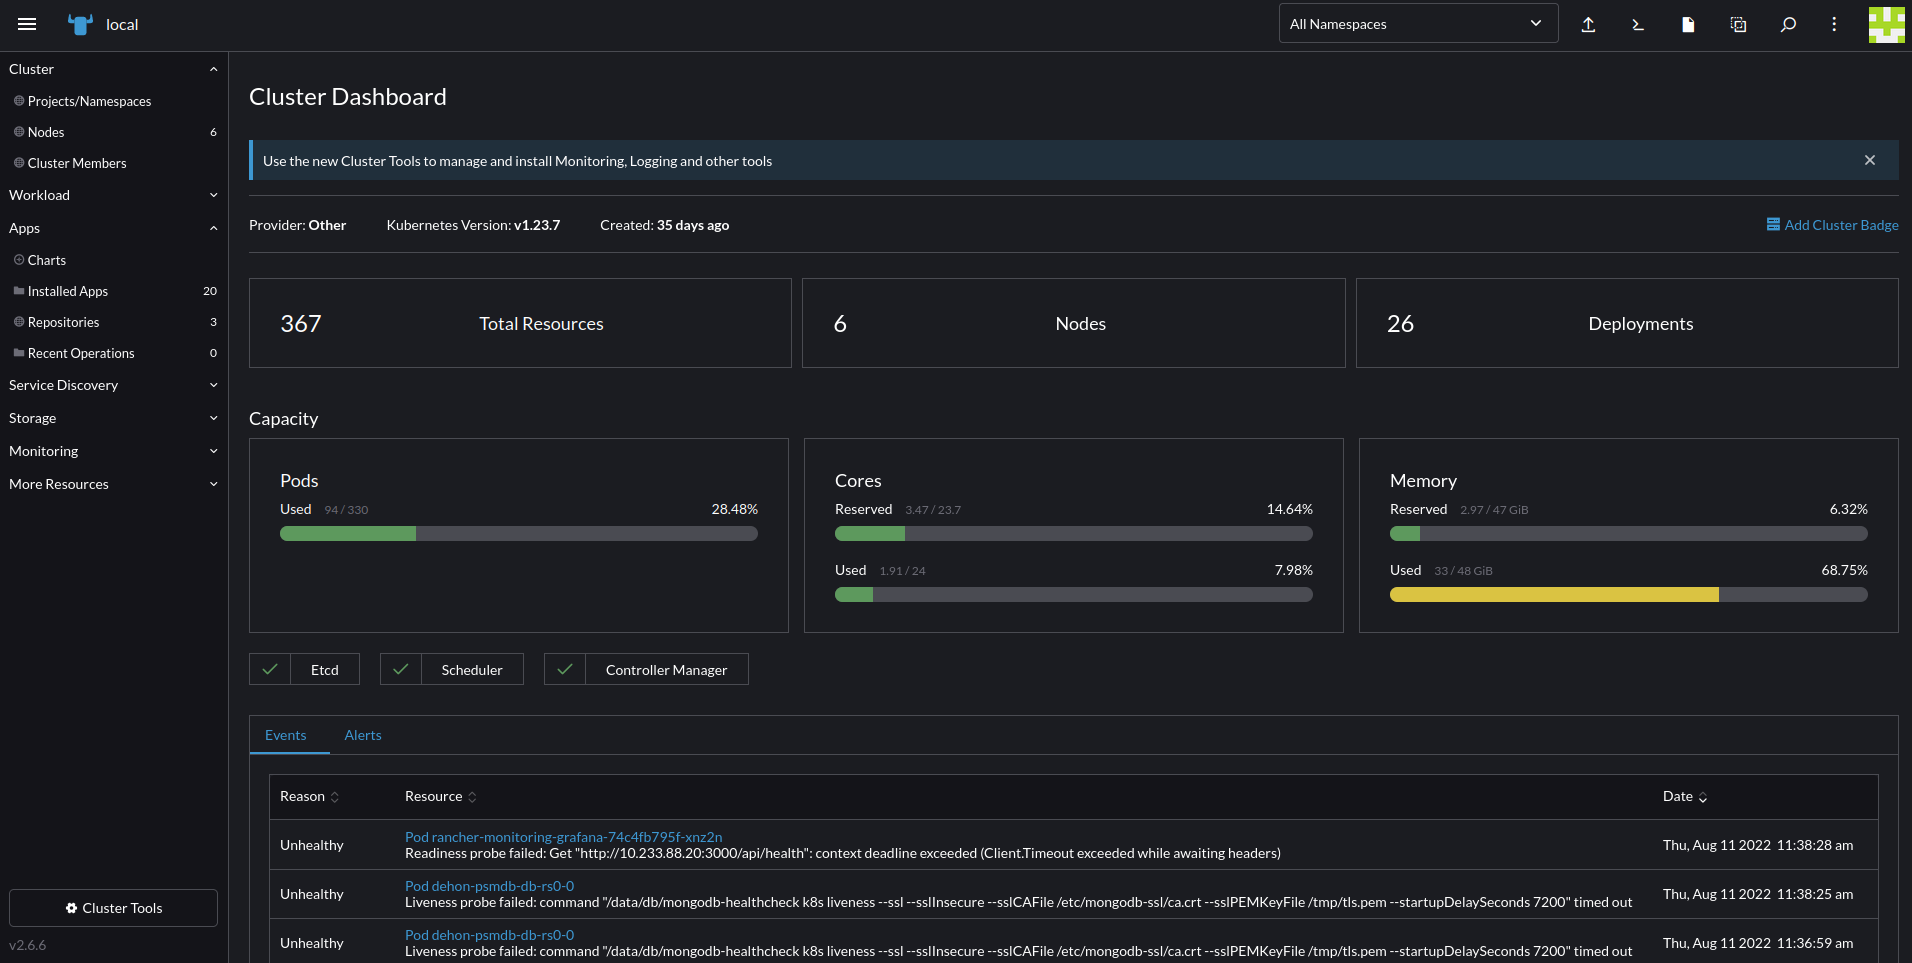 local
All Namespaces
Cluster
Projects/Namespaces
Nodes 6
Cluster Members
Workload
Apps
Charts
Installed Apps 20
Repositories 3
Recent Operations 0
Service Discovery
Storage
Monitoring
More Resources
Cluster Tools
v2.6.6
Cluster Dashboard
Use the new Cluster Tools to manage and install Monitoring, Logging and other tools
Provider: Other Kubernetes Version: v1.23.7 Created: 35 days ago Add Cluster Badge
367 Total Resources
6 Nodes
26 Deployments
Capacity
Pods
Used 94 / 330 28.48%
Cores
Reserved 3.47 / 23.7 14.64%
Used 1.91 / 24 7.98%
Memory
Reserved 2.97 / 47 GiB 6.32%
Used 33 / 48 GiB 68.75%
Etcd
Scheduler
Controller Manager
Events Alerts
Reason Resource Date
Unhealthy
Pod rancher-monitoring-grafana-74c4fb795f-xnz2n
Readiness probe failed: Get "http://10.233.88.20:3000/api/health": context deadline exceeded (Client.Timeout exceeded while awaiting headers)
Thu, Aug 11 2022 11:38:28 am
Unhealthy
Pod dehon-psmdb-db-rs0-0
Liveness probe failed: command "/data/db/mongodb-healthcheck k8s liveness --ssl --sslInsecure --sslCAFile /etc/mongodb-ssl/ca.crt --sslPEMKeyFile /tmp/tls.pem --startupDelaySeconds 7200" timed out
Thu, Aug 11 2022 11:38:25 am
Unhealthy
Pod dehon-psmdb-db-rs0-0
Liveness probe failed: command "/data/db/mongodb-healthcheck k8s liveness --ssl --sslInsecure --sslCAFile /etc/mongodb-ssl/ca.crt --sslPEMKeyFile /tmp/tls.pem --startupDelaySeconds 7200" timed out
Thu, Aug 11 2022 11:36:59 am